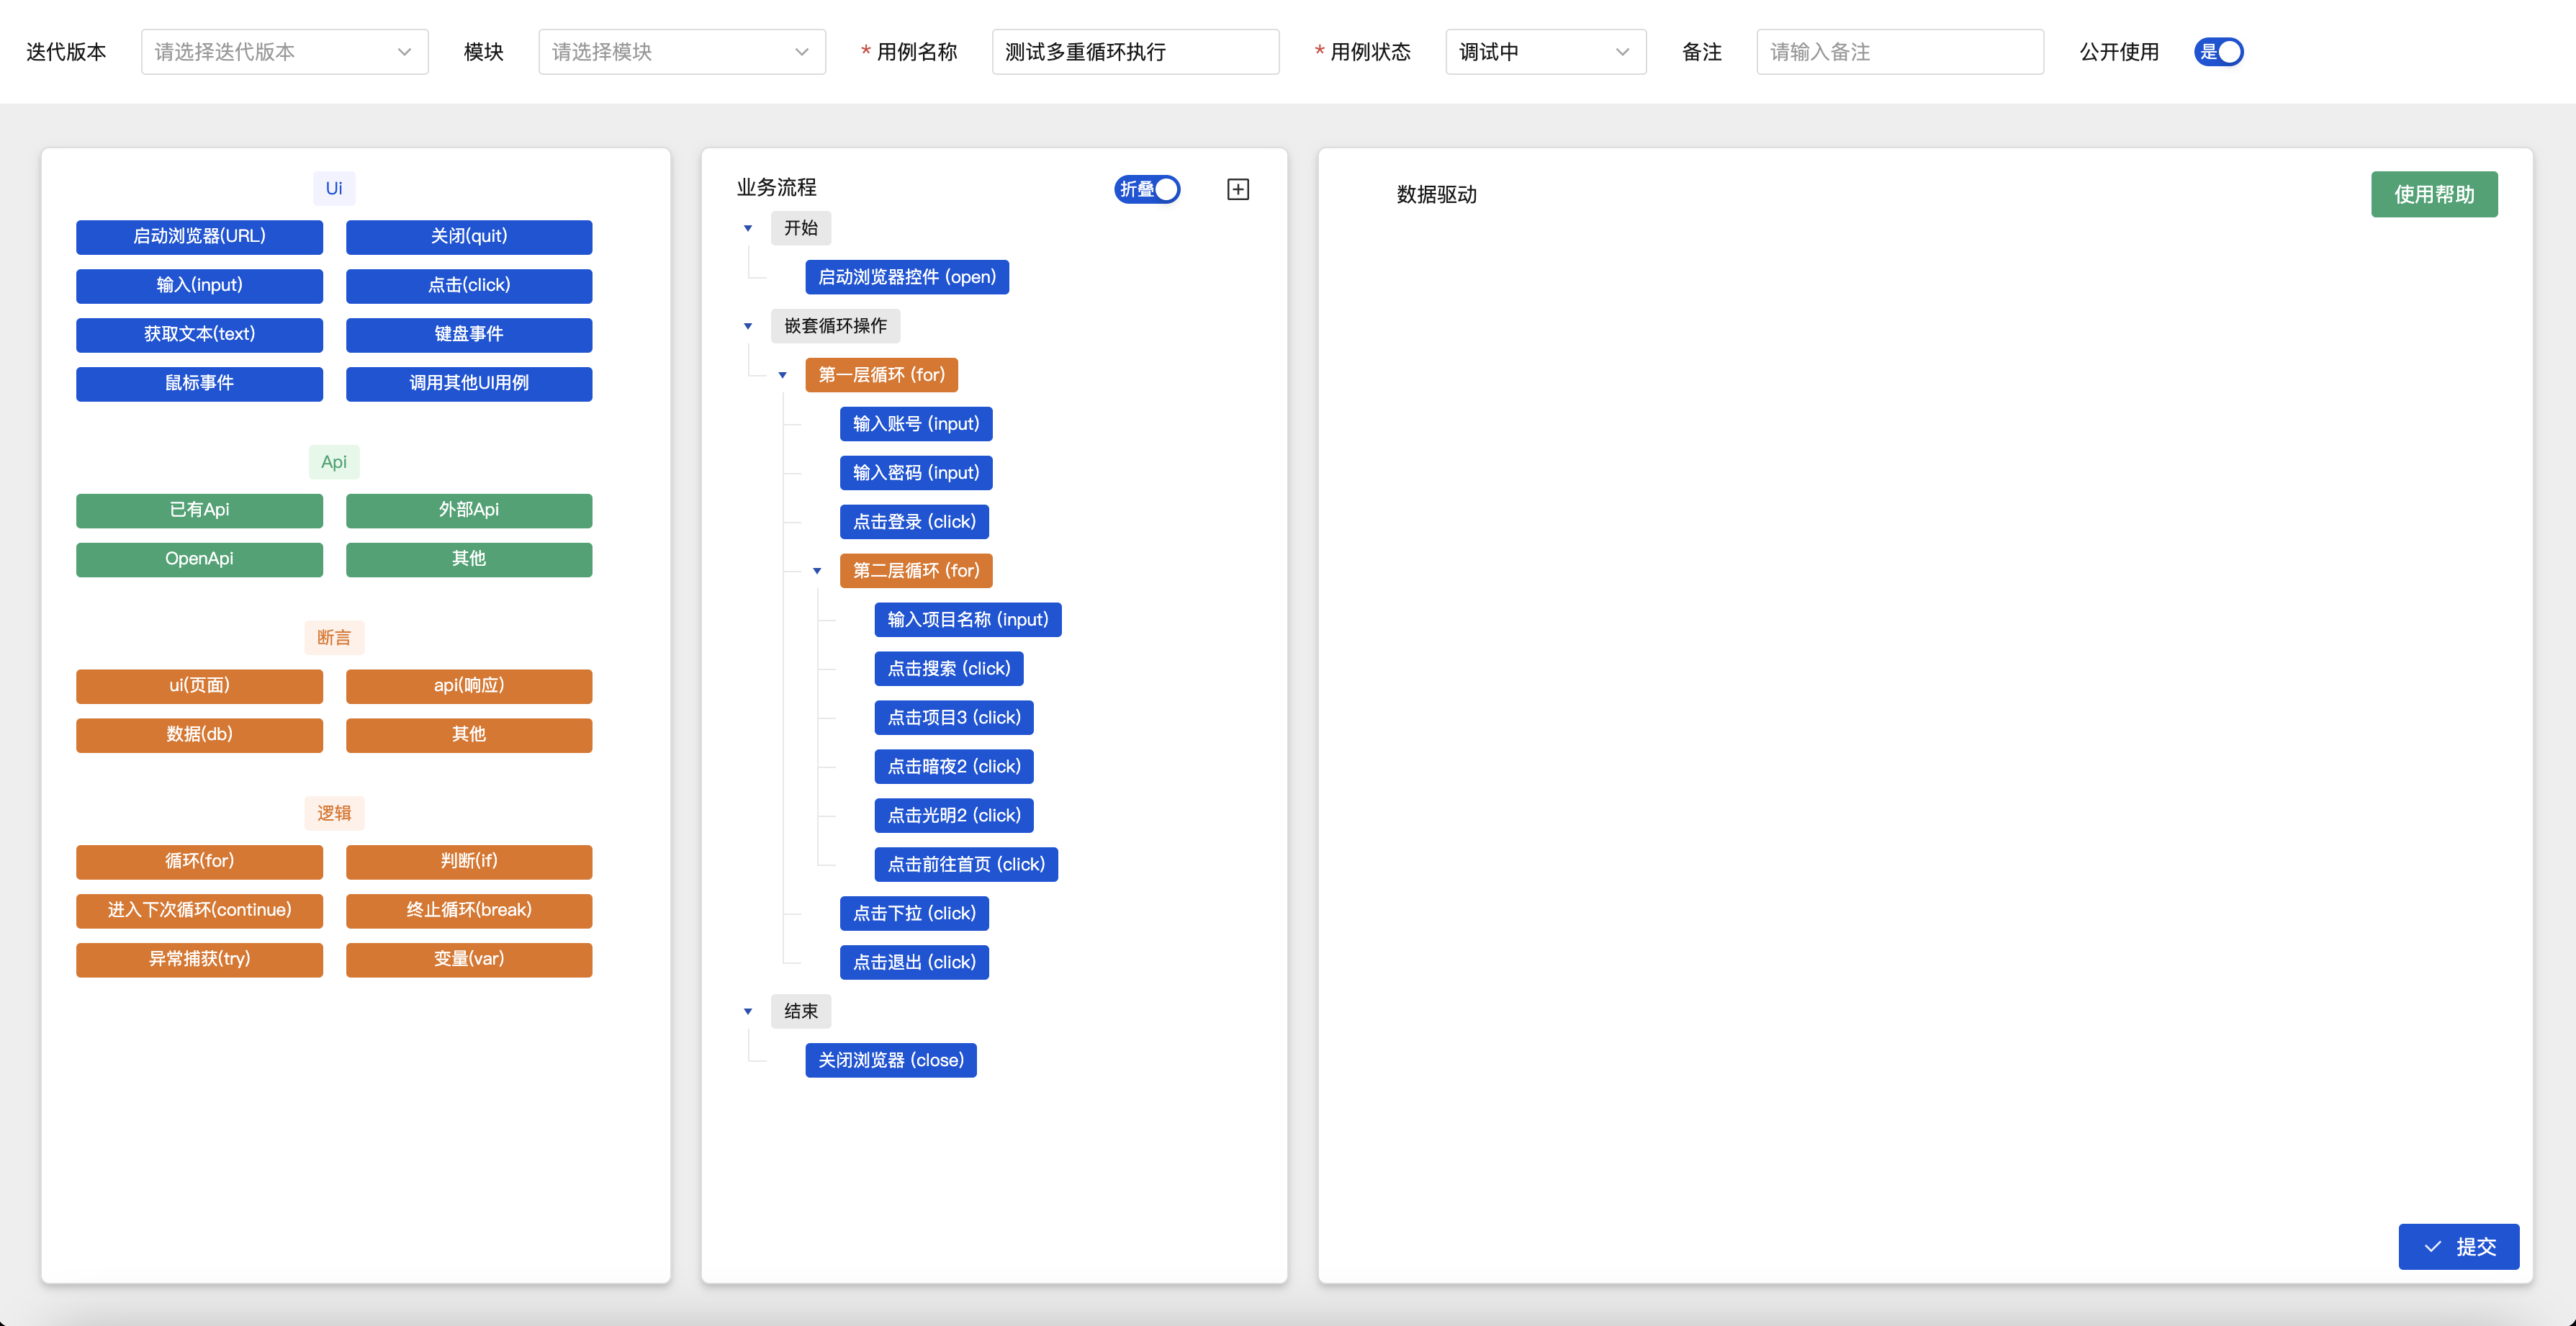 迭代版本 请选择迭代版本 模块 请选择模块 * 用例名称 测试多重循环执行 * 用例状态 调试中 备注 请输入备注 公开使用 是
Ui
启动浏览器(URL) 关闭(quit)
输入(input) 点击(click)
获取文本(text) 键盘事件
鼠标事件 调用其他UI用例
Api
已有Api 外部Api
OpenApi 其他
断言
ui(页面) api(响应)
数据(db) 其他
逻辑
循环(for) 判断(if)
进入下次循环(continue) 终止循环(break)
异常捕获(try) 变量(var)
业务流程 折叠
开始
启动浏览器控件 (open)
嵌套循环操作
第一层循环 (for)
输入账号 (input)
输入密码 (input)
点击登录 (click)
第二层循环 (for)
输入项目名称 (input)
点击搜索 (click)
点击项目3 (click)
点击暗夜2 (click)
点击光明2 (click)
点击前往首页 (click)
点击下拉 (click)
点击退出 (click)
结束
关闭浏览器 (close)
数据驱动 使用帮助
提交